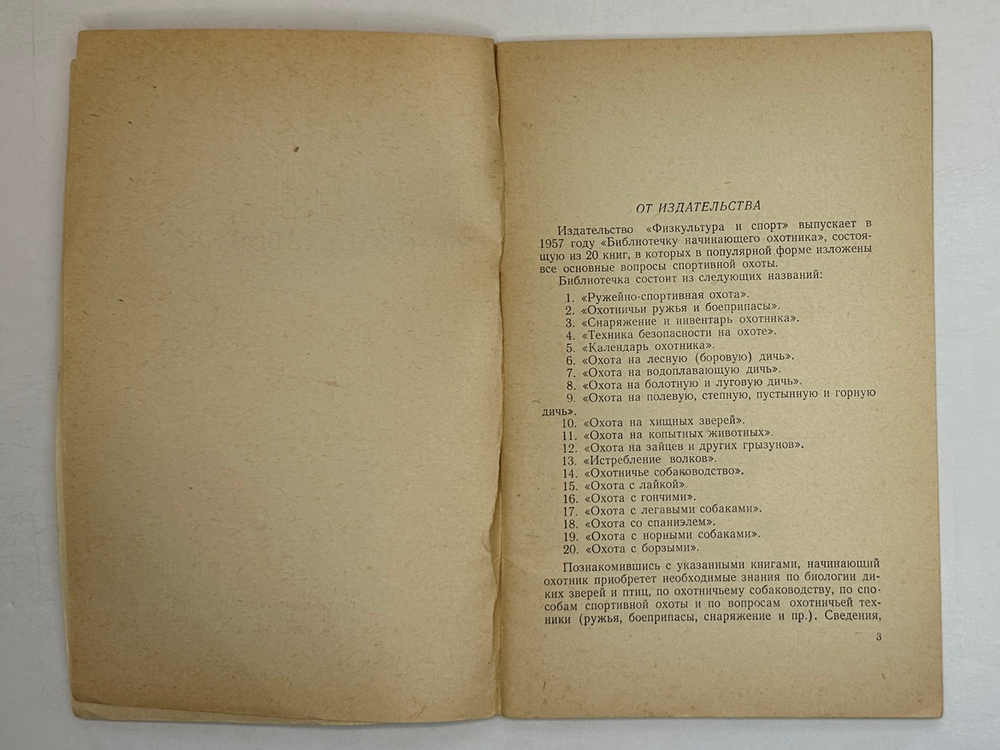 ОТ ИЗДАТЕЛЬСТВА
Издательство «Физкультура и спорт» выпускает в
1957 году «Библиотечку начинающего охотника», состоя-
щую из 20 книг, в которых в популярной форме изложены
все основные вопросы спортивной охоты.
Библиотечка состоит из следующих названий:
1. «Ружейно-спортивная охота».
2. «Охотничьи ружья и боеприпасы».
3. «Снаряжение и инвентарь охотника».
4. «Техника безопасности на охоте».
5. «Календарь охотника».
6. «Охота на лесную (боровую) дичь».
7. «Охота на водоплавающую дичь».
8. «Охота на болотную и луговую дичь».
9. «Охота на полевую, степную, пустынную и горную
дичь».
10. «Охота на хищных зверей».
11. «Охота на копытных животных».
12. «Охота на зайцев и других грызунов».
13. «Истребление волков».
14. «Охотничье собаководство».
15. «Охота с лайкой».
16. «Охота с гончими».
17. «Охота с легавыми собаками».
18. «Охота со спаниэлем».
19. «Охота с норными собаками».
20. «Охота с борзыми».
Познакомившись с указанными книгами, начинающий
охотник приобретет необходимые знания по биологии ди-
ких зверей и птиц, по охотничьему собаководству, по спо-
собам спортивной охоты и по вопросам охотничьей тех-
ники (ружья, боеприпасы, снаряжение и пр.). Сведения,
3